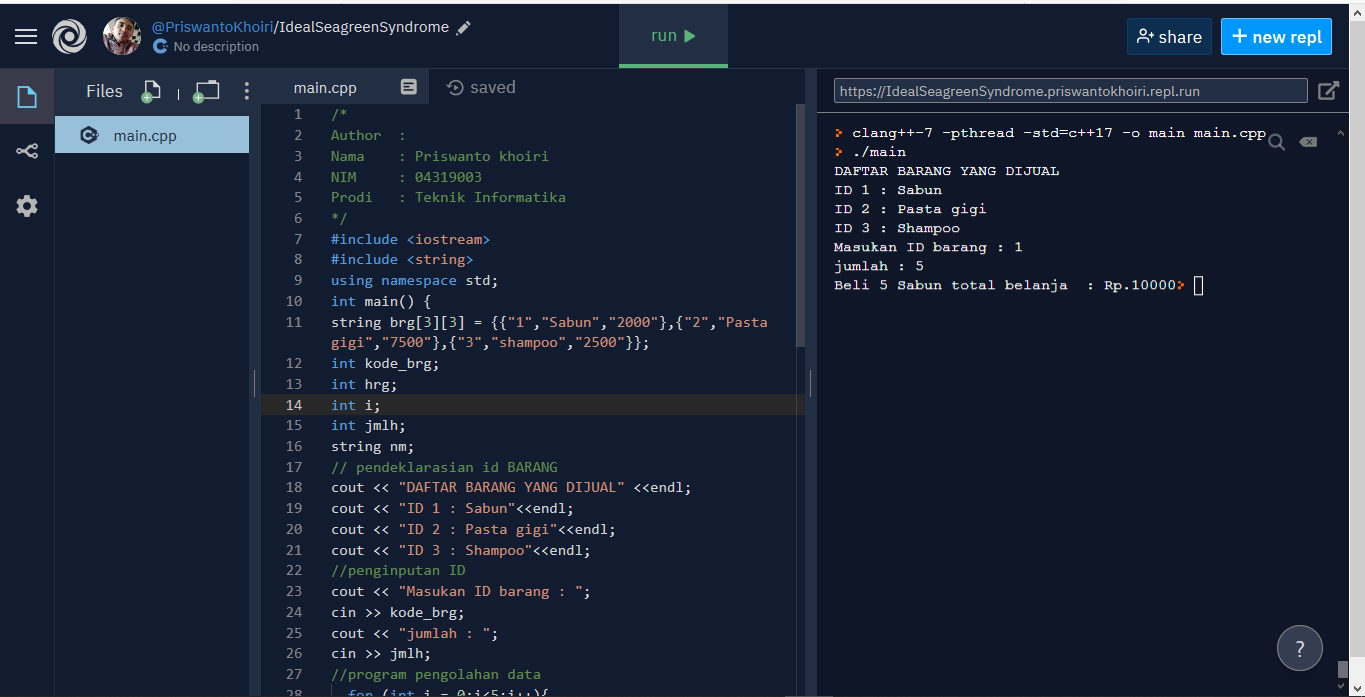 @PriswantoKhoiri/IdealSeagreenSyndrome
No description
run
share
+ new repl
Files
main.cpp
main.cpp
saved
1 /*
2 Author  :
3 Nama    : Priswanto khoiri
4 NIM     : 04319003
5 Prodi   : Teknik Informatika
6 */
7 #include <iostream>
8 #include <string>
9 using namespace std;
10 int main() {
11 string brg[3][3] = {{"1","Sabun","2000"},{"2","Pasta
gigi","7500"},{"3","shampoo","2500"}};
12 int kode_brg;
13 int hrg;
14 int i;
15 int jmlh;
16 string nm;
17 // pendeklarasian id BARANG
18 cout << "DAFTAR BARANG YANG DIJUAL" <<endl;
19 cout << "ID 1 : Sabun"<<endl;
20 cout << "ID 2 : Pasta gigi"<<endl;
21 cout << "ID 3 : Shampoo"<<endl;
22 //penginputan ID
23 cout << "Masukan ID barang : ";
24 cin >> kode_brg;
25 cout << "jumlah : ";
26 cin >> jmlh;
27 //program pengolahan data
28 for (int i = 0;i<5;i++){
https://IdealSeagreenSyndrome.priswantokhoiri.repl.run
clang++-7 -pthread -std=c++17 -o main main.cpp
./main
DAFTAR BARANG YANG DIJUAL
ID 1 : Sabun
ID 2 : Pasta gigi
ID 3 : Shampoo
Masukan ID barang : 1
jumlah : 5
Beli 5 Sabun total belanja  : Rp.10000
?